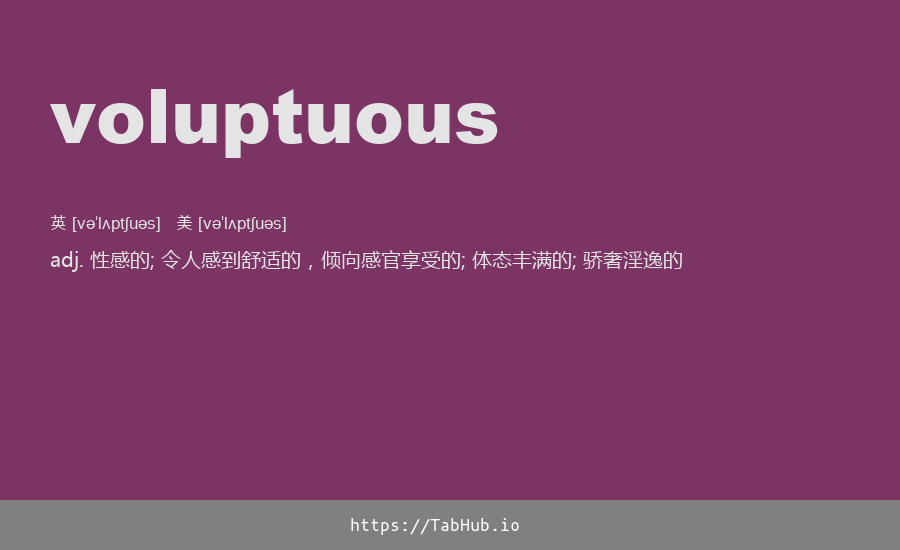 voluptuous
英 [vəˈlʌptʃuəs] 美 [vəˈlʌptʃuəs]
adj. 性感的; 令人感到舒适的，倾向感官享受的; 体态丰满的; 骄奢淫逸的
https://TabHub.io